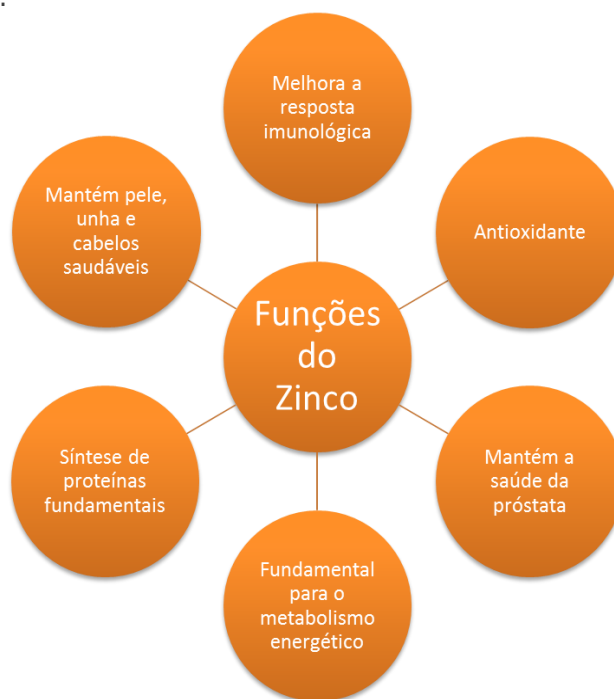 .
Melhora a
resposta
imunológica
Mantém pele,
unha e
cabelos
saudáveis
Antioxidante
Funções
do
Zinco
Síntese de
proteínas
fundamentais
Mantém a
saúde da
próstata
Fundamental
para o
metabolismo
energético